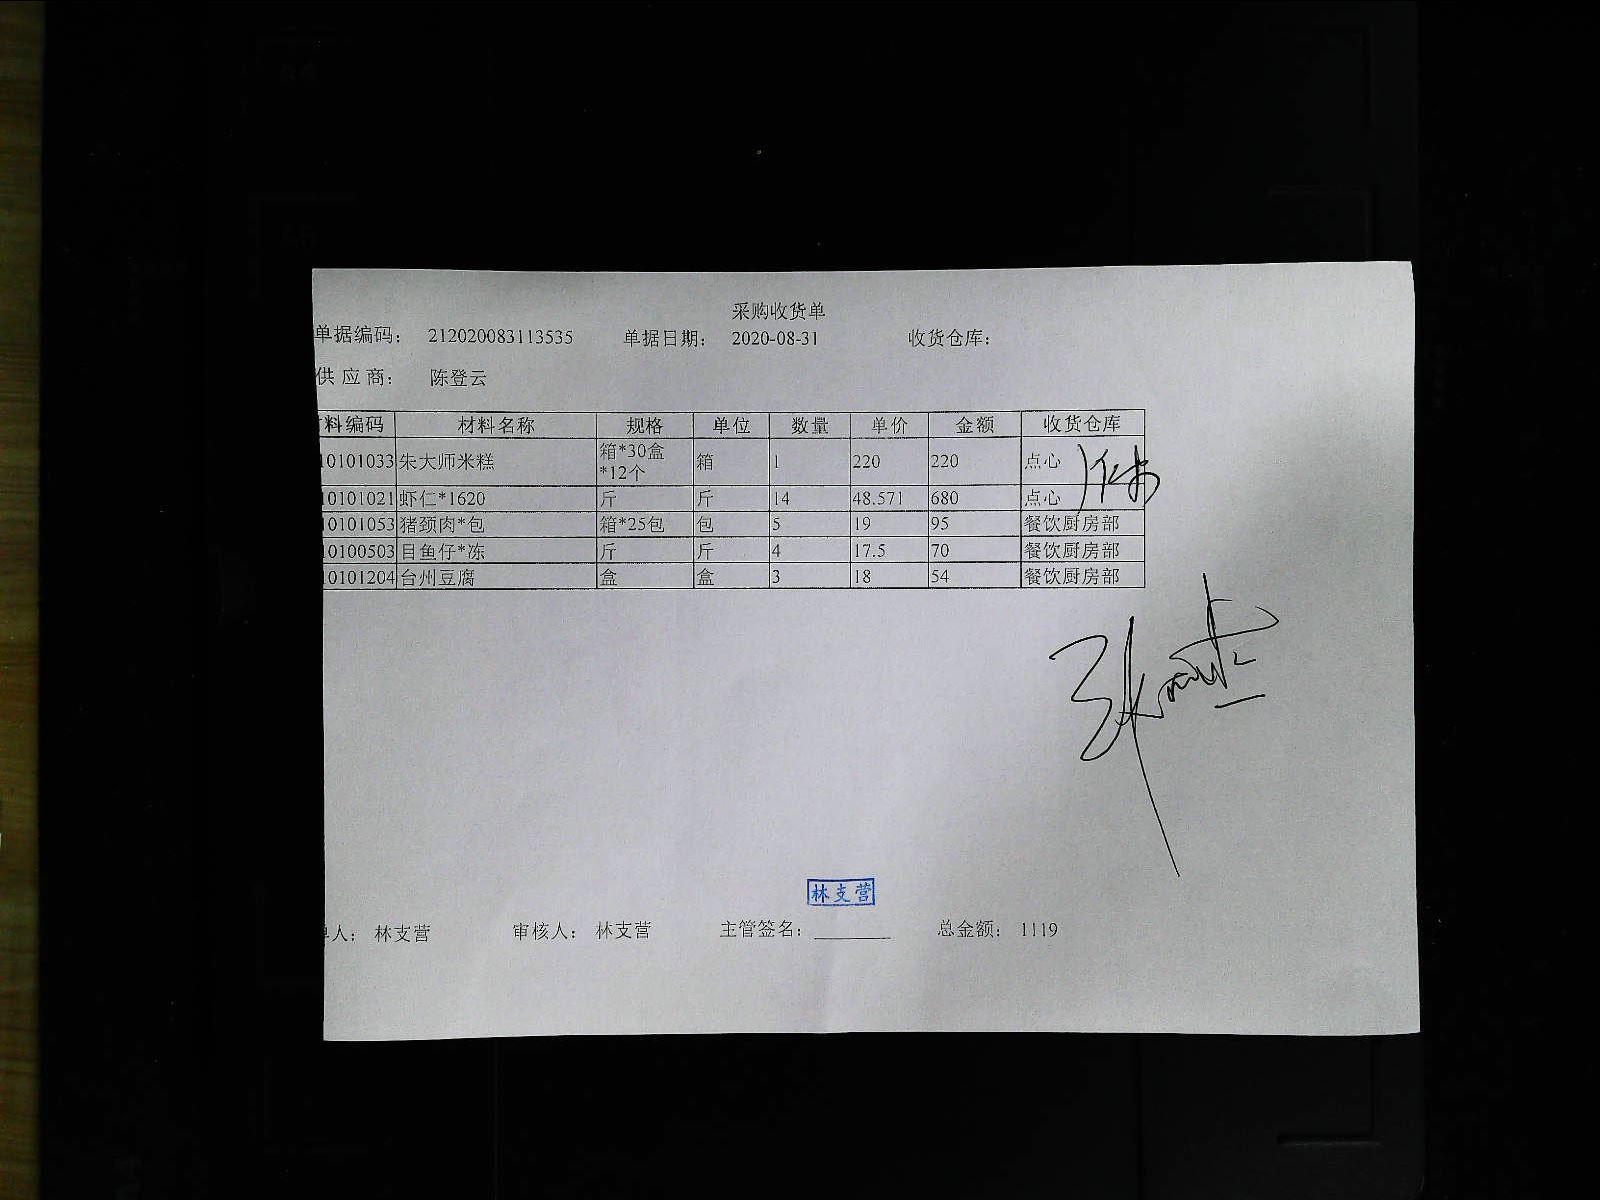 采购收货单
单据编码： 212020083113535 单据日期： 2020-08-31 收货仓库：
供应商： 陈登云
料编码 材料名称 规格 单位 数量 单价 金额 收货仓库
10101033 朱大师米糕 箱*30盒*12个 箱 1 220 220 点心
10101021 虾仁*1620 斤 斤 14 48.571 680 点心
10101053 猪颈肉*包 箱*25包 包 5 19 95 餐饮厨房部
10100503 目鱼仔*冻 斤 斤 4 17.5 70 餐饮厨房部
10101204 台州豆腐 盒 盒 3 18 54 餐饮厨房部
林支营
人： 林支营 审核人： 林支营 主管签名： 总金额： 1119